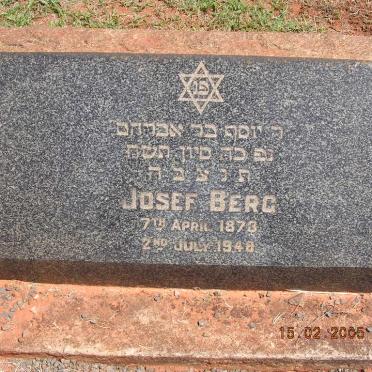 פ״נ
ר יוסף בר אברהם
נפ כה סיון תשח
ת נ צ ב ה
JOSEF BERG
7TH APRIL 1873
2ND JULY 1948
15.02.2005